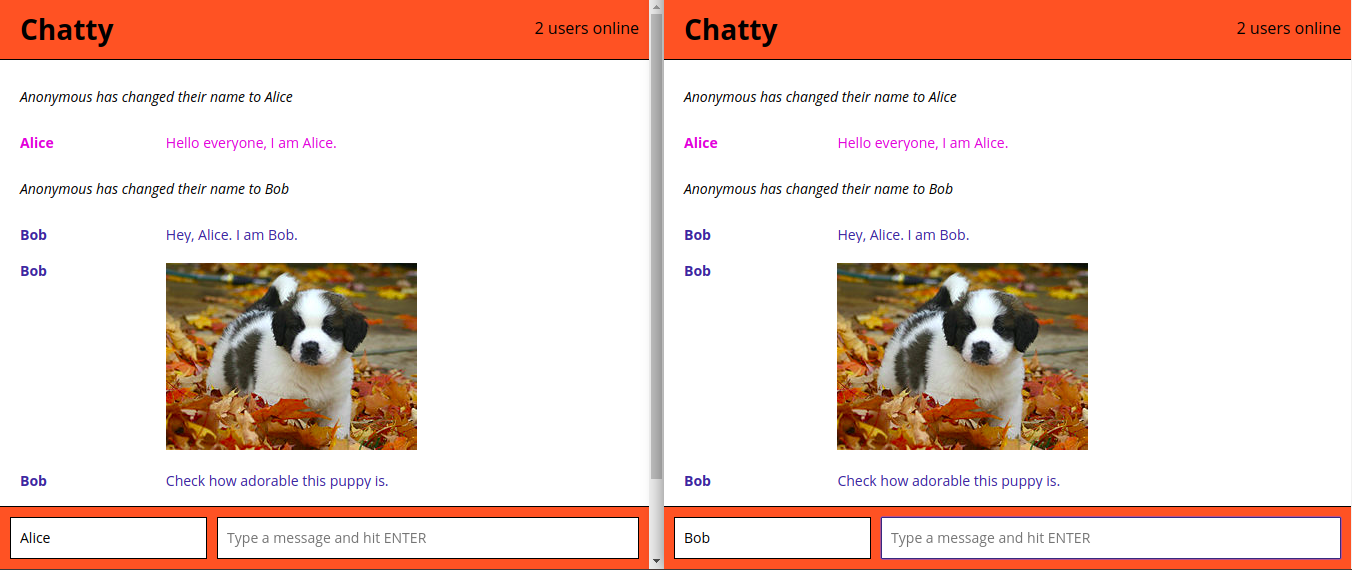 Chatty
2 users online
Anonymous has changed their name to Alice
Alice
Hello everyone, I am Alice.
Anonymous has changed their name to Bob
Bob
Hey, Alice. I am Bob.
Bob
Bob
Check how adorable this puppy is.
Alice
Type a message and hit ENTER
Chatty
2 users online
Anonymous has changed their name to Alice
Alice
Hello everyone, I am Alice.
Anonymous has changed their name to Bob
Bob
Hey, Alice. I am Bob.
Bob
Bob
Check how adorable this puppy is.
Bob
Type a message and hit ENTER